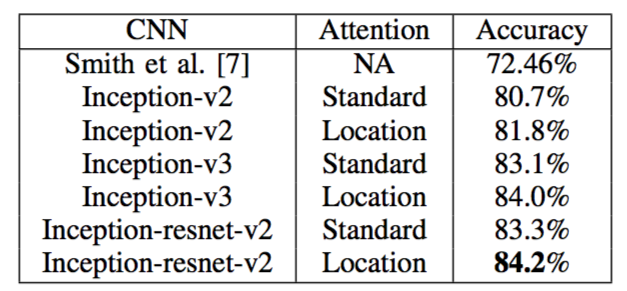 CNN Attention Accuracy
Smith et al. [7] NA 72.46%
Inception-v2 Standard 80.7%
Inception-v2 Location 81.8%
Inception-v3 Standard 83.1%
Inception-v3 Location 84.0%
Inception-resnet-v2 Standard 83.3%
Inception-resnet-v2 Location 84.2%